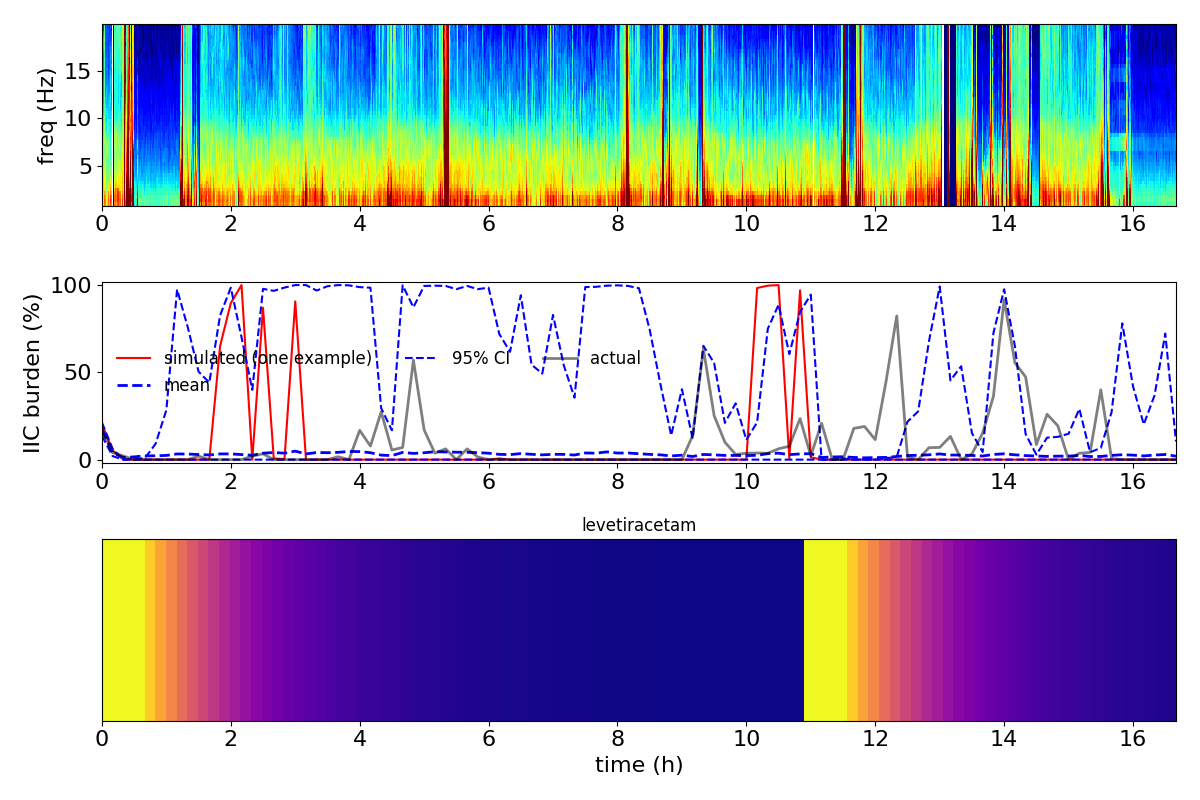 15
10
5
freq (Hz)
0 2 4 6 8 10 12 14 16
100
50
0
IIC burden (%)
simulated (one example) 95% CI actual
mean
0 2 4 6 8 10 12 14 16
levetiracetam
0 2 4 6 8 10 12 14 16
time (h)